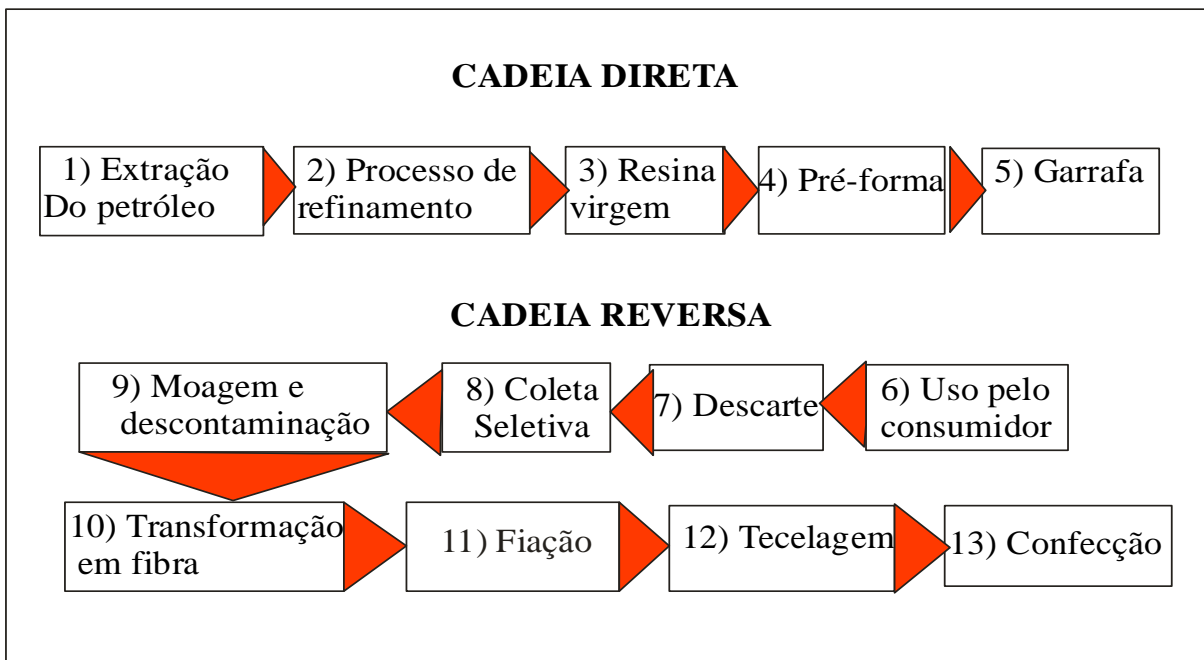 CADEIA DIRETA
1) Extração
Do petróleo
2) Processo de
refinamento
3) Resina
virgem
4) Pré-forma
5) Garrafa
CADEIA REVERSA
6) Uso pelo
consumidor
7) Descarte
8) Coleta
Seletiva
9) Moagem e
descontaminação
10) Transformação
em fibra
11) Fiação
12) Tecelagem
13) Confecção